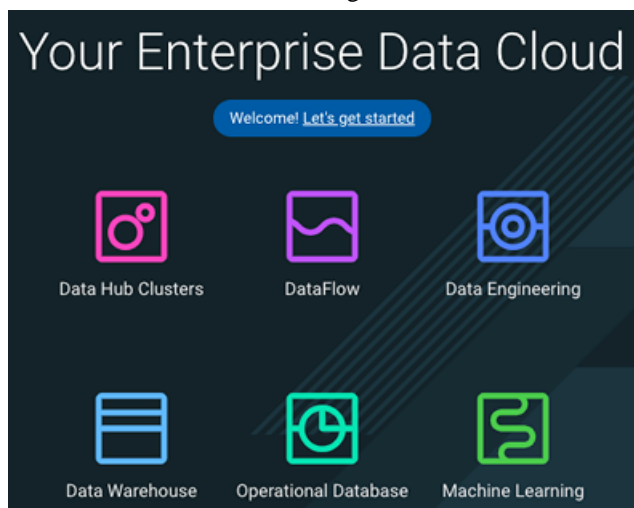 Your Enterprise Data Cloud
Welcome! Let's get started
Data Hub Clusters
DataFlow
Data Engineering
Data Warehouse
Operational Database
Machine Learning